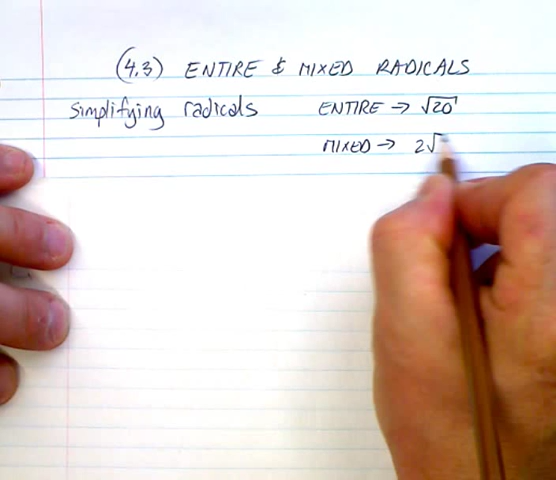 (4.3) ENTIRE & MIXED RADICALS
Simplifying radicals ENTIRE → √20
MIXED → 2√